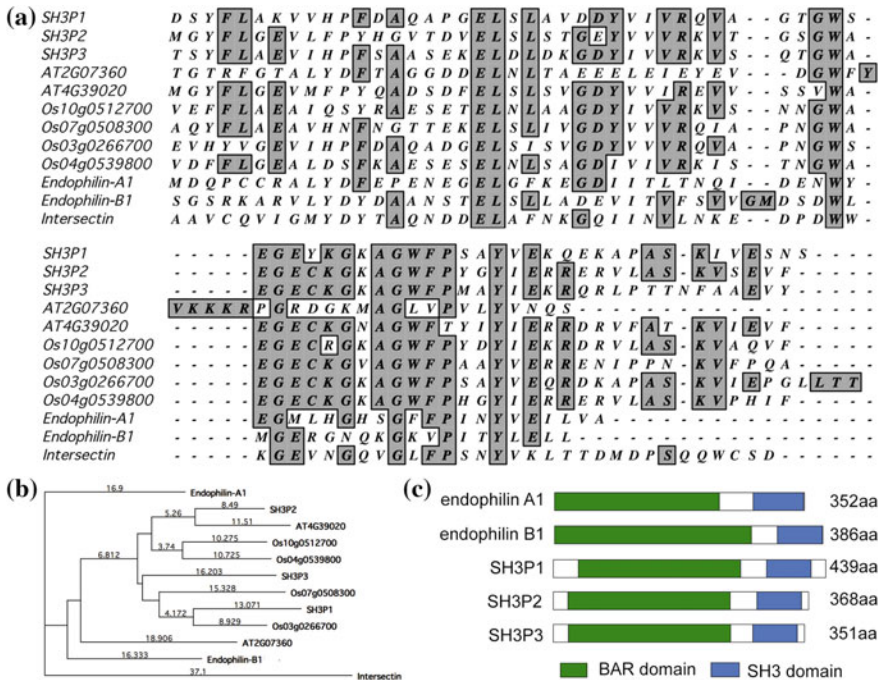 (a)
SH3P1 D S Y F L A K V V H P F D A Q A P G E L S L A V D D Y V I V R Q V A - - G T G W S -
SH3P2 M G Y F L G E V L F P Y H G V T D V E L S L S T G E Y V V V R K V T - - G S G W A -
SH3P3 T S Y F L A E V I H P F S A A S E K E L D L D K G D Y I V V R K V S - - Q T G W A -
AT2G07360 T G T R F G T A L Y D F T A G G D D E L N L T A E E E L E I E Y E V - - - D G W F Y
AT4G39020 M G Y F L G E V M F P Y Q A D S D F E L S L S V G D Y V V I R E V V - - S S V W A -
Os10g0512700 V E F F L G E A I Q S Y R A E S E T E L N L A A G D Y V V V R K V S - - N N G W A -
Os07g0508300 A Q Y F L A E A V H N F N G T T E K E L S L I V G D Y V V V R Q I A - - P N G W A -
Os03g0266700 E V H Y G V E V I H P F D A Q A D G E L S I S V G D Y V V V R Q V A - - P N G W A -
Os04g0539800 V D F F L G E A L D S F K A E S E S E L N L S A G D I V I V R K I S - - T N G W A -
Endophilin-A1 M D Q P C C R A L Y D F E P E N E G E L G F K E G D I I T L T N Q I - - D E N W Y -
Endophilin-B1 S G S R K A R V L Y D Y D A A N S T E L S L L A D E V I T V F S V V G M D S D W L -
Intersectin A A V C Q V I G M Y D Y T A Q N D D E L A F N K G Q I I N V L N K E - - D P D W W -
SH3P1 - - - - - E G E Y K G K A G W F P S A Y V E K Q E K A P A S - K I V E S N S - - - -
SH3P2 - - - - - E G E C K G K A G W F P Y G Y I E R R E R V L A S - K V S E V F - - - - -
SH3P3 - - - - - E G E C K G K A G W F P M A Y I E K R Q R L P T T N F A A E V Y - - - - -
AT2G07360 V K K K R P G R D G K M A G L V P V L Y V N Q S - - - - - - - - - - - - - - - - - -
AT4G39020 - - - - - E G E C K G N A G W F T Y I Y I E R R D R V F A T - K V I E V F - - - - -
Os10g0512700 - - - - - E G E C R G K A G W F P Y D Y I E K R D R V L A S - K V A Q V F - - - - -
Os07g0508300 - - - - - E G E C K G V A G W F P A A Y V E R R E N I P P N - K V F P Q A - - - - -
Os03g0266700 - - - - - E G E C K G K A G W F P S A Y V E Q R D K A P A S - K V I E P G L L T T
Os04g0539800 - - - - - E G E C K G K A G W F P H G Y I E R R E R V L A S - K V P H I F - - - - -
Endophilin-A1 - - - - - E G M L H G H S G F F P I N Y V E I L V A - - - - - - - - - - - - - - - -
Endophilin-B1 - - - - - M G E R G N Q K G K V P I T Y L E L L - - - - - - - - - - - - - - - - - -
Intersectin - - - - - K G E V N G Q V G L F P S N Y V K L T T D M D P S Q Q W C S D - - - - -
(b)
16.9 Endophilin-A1
8.49 SH3P2
5.26
11.51 AT4G39020
10.275 Os10g0512700
6.812 3.74
10.725 Os04g0539800
16.203 SH3P3
15.328 Os07g0508300
13.071 SH3P1
4.172
8.929 Os03g0266700
18.906 AT2G07360
16.333 Endophilin-B1
37.1 Intersectin
(c)
endophilin A1 352aa
endophilin B1 386aa
SH3P1 439aa
SH3P2 368aa
SH3P3 351aa
BAR domain SH3 domain